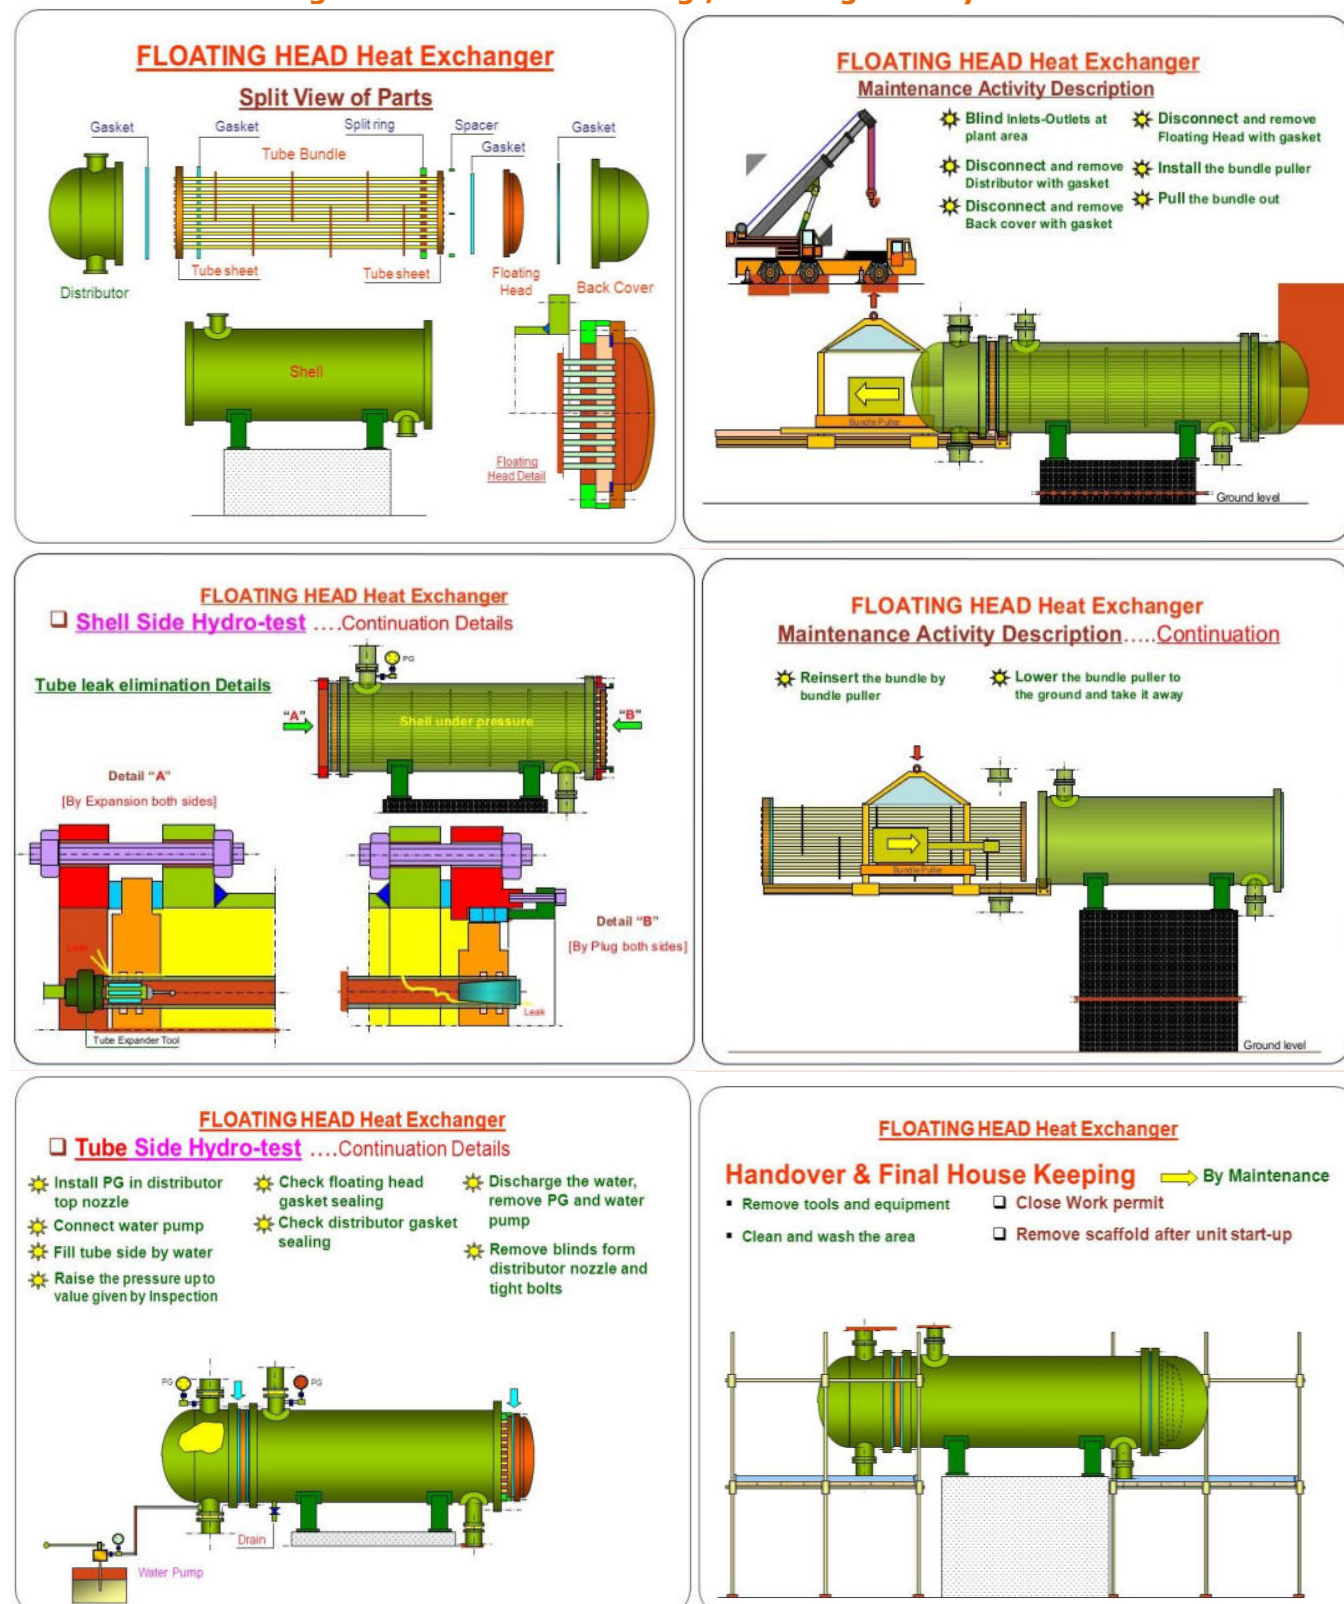 FLOATING HEAD Heat Exchanger
Split View of Parts
Gasket
Gasket
Split ring
Spacer
Gasket
Tube Bundle
Gasket
Tube sheet
Tube sheet
Floating
Head
Back Cover
Distributor
Shell
Floating
Head Detail
FLOATING HEAD Heat Exchanger
Maintenance Activity Description
Blind Inlets-Outlets at
plant area
Disconnect and remove
Distributor with gasket
Disconnect and remove
Back cover with gasket
Disconnect and remove
Floating Head with gasket
Install the bundle puller
Pull the bundle out
Bundle Puller
Ground level
FLOATING HEAD Heat Exchanger
❑ Shell Side Hydro-test ....Continuation Details
PG
Tube leak elimination Details
"A"
Shell under pressure
"B"
Detail "A"
[By Expansion both sides]
Detail "B"
[By Plug both sides]
Leak
Leak
Tube Expander Tool
FLOATING HEAD Heat Exchanger
Maintenance Activity Description.....Continuation
Reinsert the bundle by
bundle puller
Lower the bundle puller to
the ground and take it away
Bundle Puller
Ground level
FLOATING HEAD Heat Exchanger
❑ Tube Side Hydro-test ....Continuation Details
Install PG in distributor
top nozzle
Connect water pump
Fill tube side by water
Raise the pressure up to
value given by Inspection
Check floating head
gasket sealing
Check distributor gasket
sealing
Discharge the water,
remove PG and water
pump
Remove blinds form
distributor nozzle and
tight bolts
PG
PG
Drain
Water Pump
FLOATING HEAD Heat Exchanger
Handover & Final House Keeping
By Maintenance
▪ Remove tools and equipment
▪ Clean and wash the area
❑ Close Work permit
❑ Remove scaffold after unit start-up